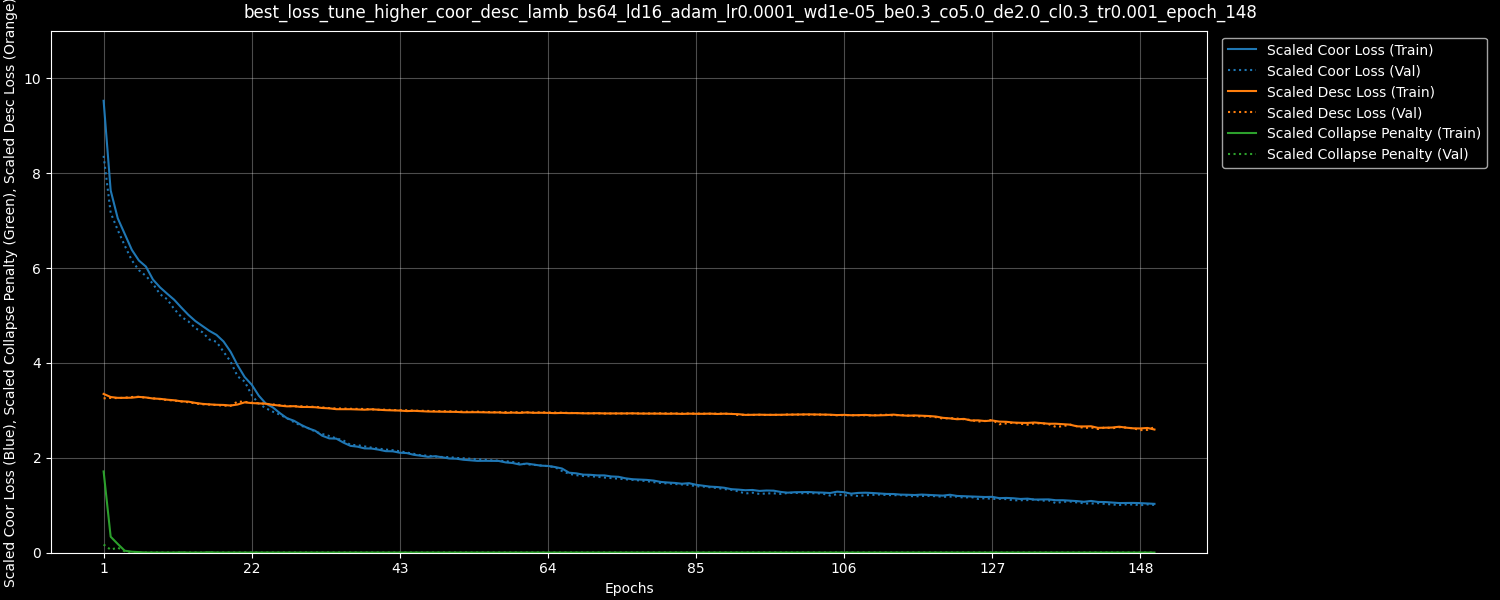 best_loss_tune_higher_coor_desc_lamb_bs64_ld16_adam_lr0.0001_wd1e-05_be0.3_co5.0_de2.0_cl0.3_tr0.001_epoch_148
Scaled Coor Loss (Blue), Scaled Collapse Penalty (Green), Scaled Desc Loss (Orange)
10
8
6
4
2
0
1 22 43 64 85 106 127 148
Epochs
Scaled Coor Loss (Train)
Scaled Coor Loss (Val)
Scaled Desc Loss (Train)
Scaled Desc Loss (Val)
Scaled Collapse Penalty (Train)
Scaled Collapse Penalty (Val)